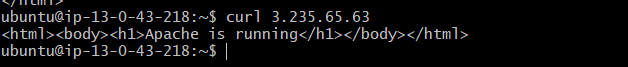 </html>
ubuntu@ip-13-0-43-218:~$ curl 3.235.65.63
<html><body><h1>Apache is running</h1></body></html>
ubuntu@ip-13-0-43-218:~$